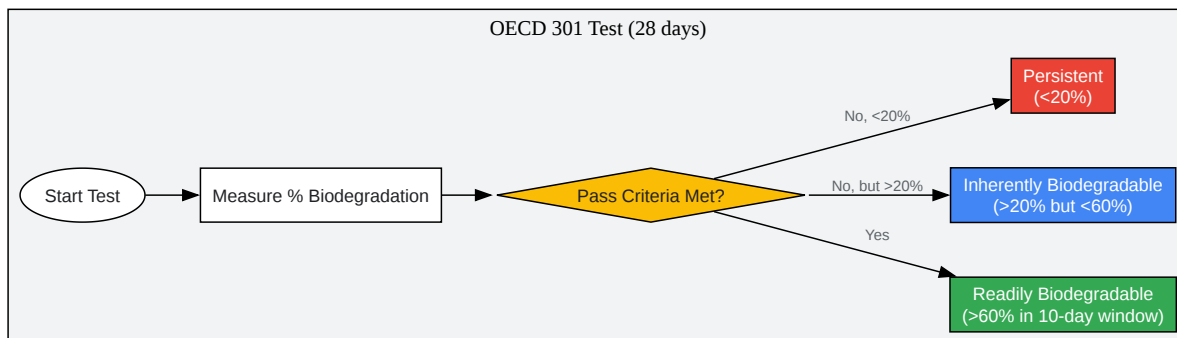 OECD 301 Test (28 days)
Start Test
Measure % Biodegradation
Pass Criteria Met?
No, <20%
Persistent
(<20%)
No, but >20%
Inherently Biodegradable
(>20% but <60%)
Yes
Readily Biodegradable
(>60% in 10-day window)